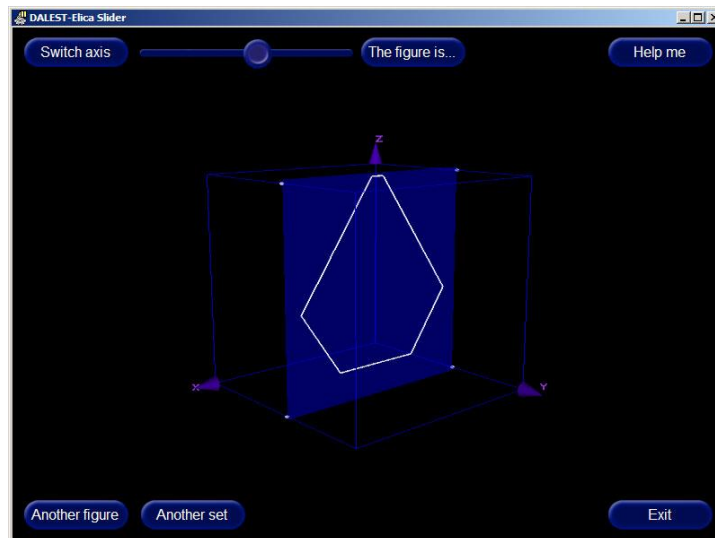 DALEST-Elica Slider
Switch axis
The figure is...
Help me
Z
X
Y
Another figure
Another set
Exit